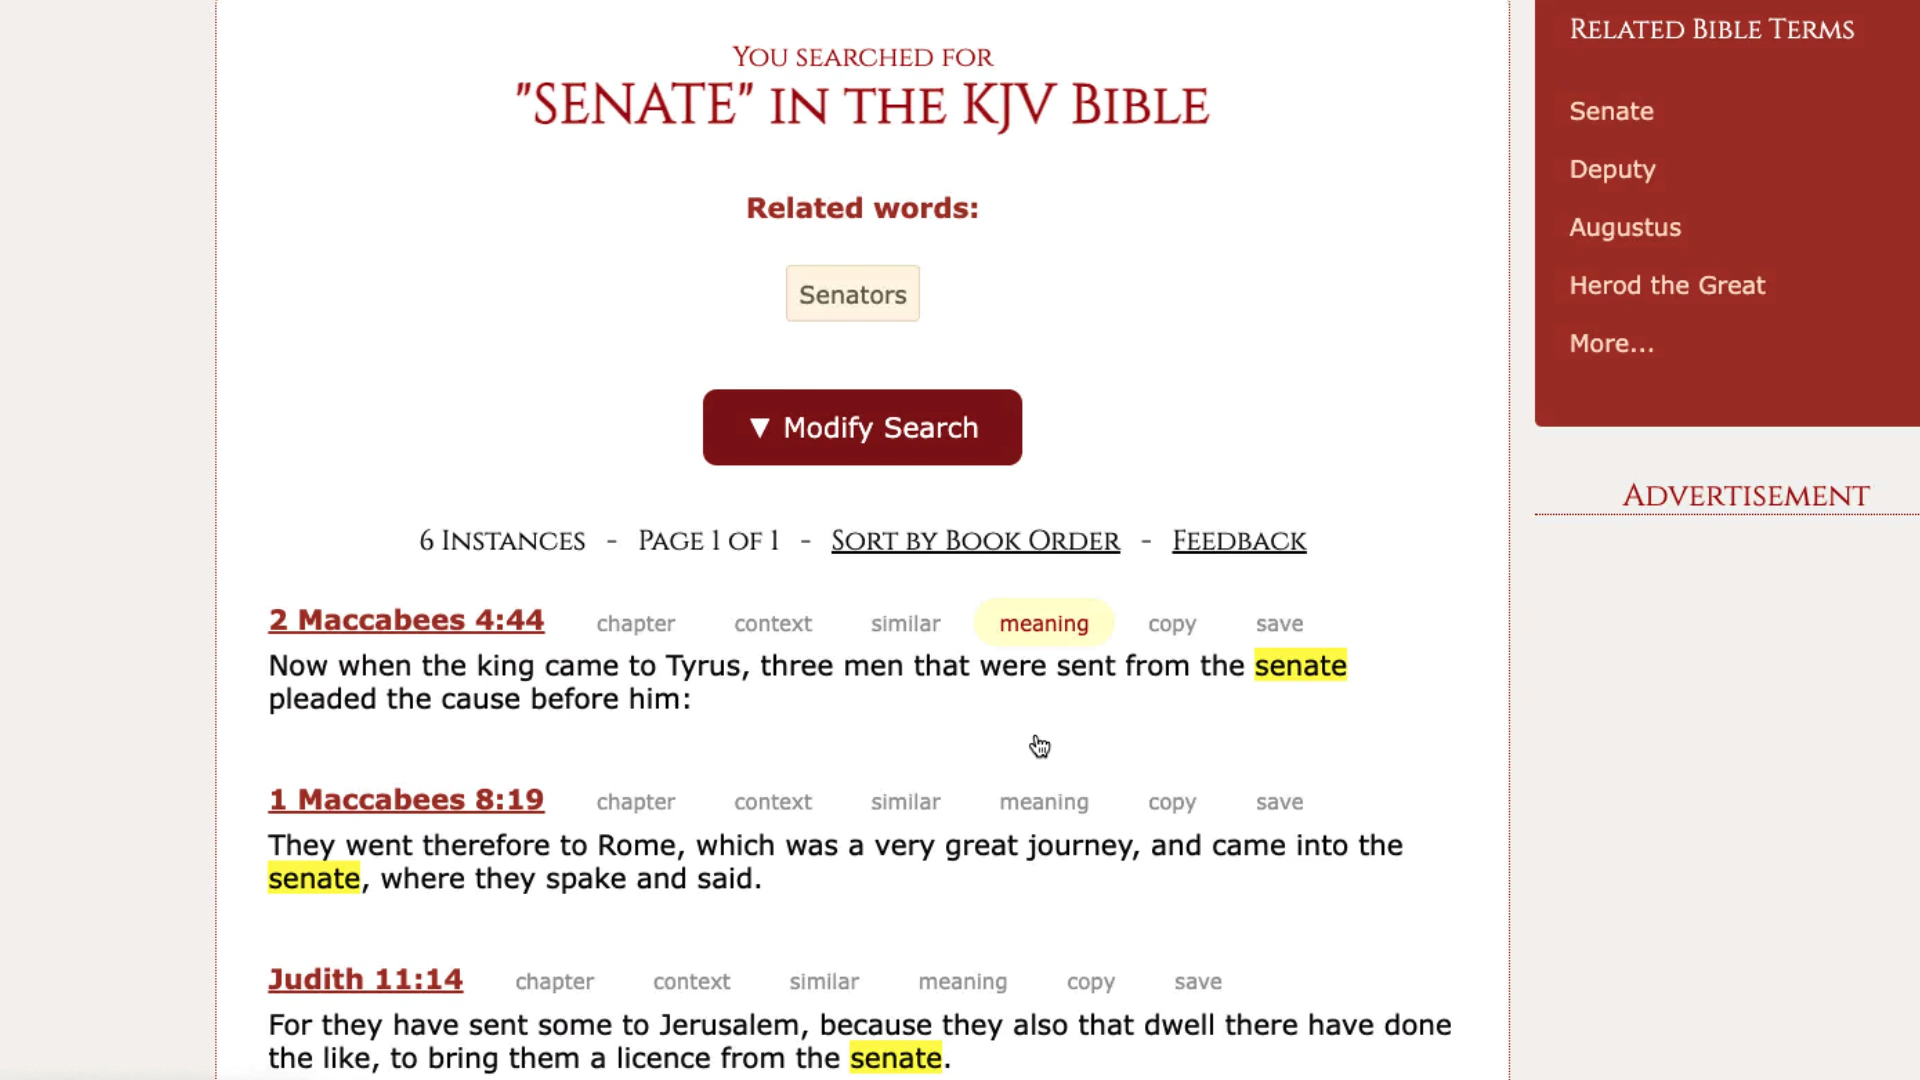 You searched for
"SENATE" in the KJV Bible
Related words:
Senators
▼ Modify Search
6 Instances - Page 1 of 1 - Sort by Book Order - Feedback
2 Maccabees 4:44 chapter context similar meaning copy save
Now when the king came to Tyrus, three men that were sent from the senate
pleaded the cause before him:
1 Maccabees 8:19 chapter context similar meaning copy save
They went therefore to Rome, which was a very great journey, and came into the
senate, where they spake and said.
Judith 11:14 chapter context similar meaning copy save
For they have sent some to Jerusalem, because they also that dwell there have done
the like, to bring them a licence from the senate.
Related Bible Terms
Senate
Deputy
Augustus
Herod the Great
More...
Advertisement